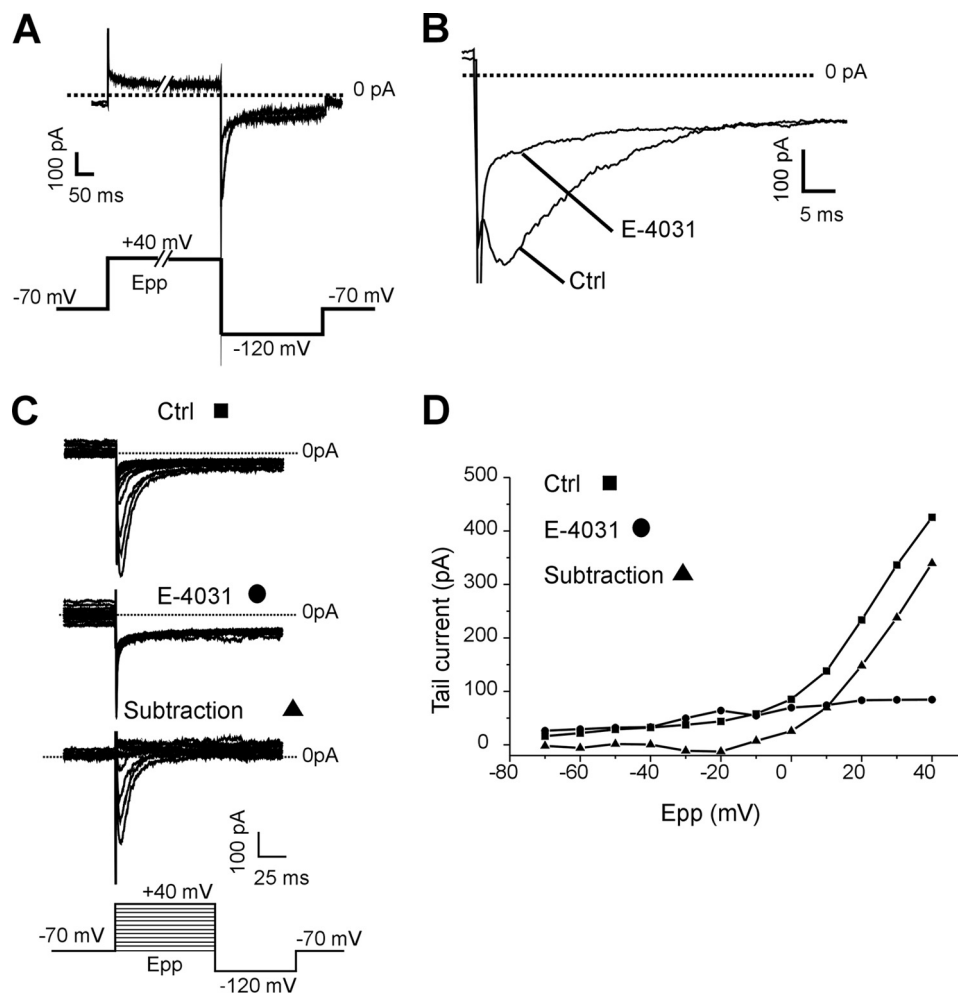 A
0 pA
100 pA
50 ms
+40 mV
Epp
-70 mV
-70 mV
-120 mV
B
0 pA
100 pA
5 ms
E-4031
Ctrl
C
Ctrl
0pA
E-4031
0pA
Subtraction
0pA
100 pA
25 ms
+40 mV
-70 mV
-70 mV
Epp
-120 mV
D
Ctrl
E-4031
Subtraction
Tail current (pA)
500
400
300
200
100
0
-80 -60 -40 -20 0 20 40
Epp (mV)